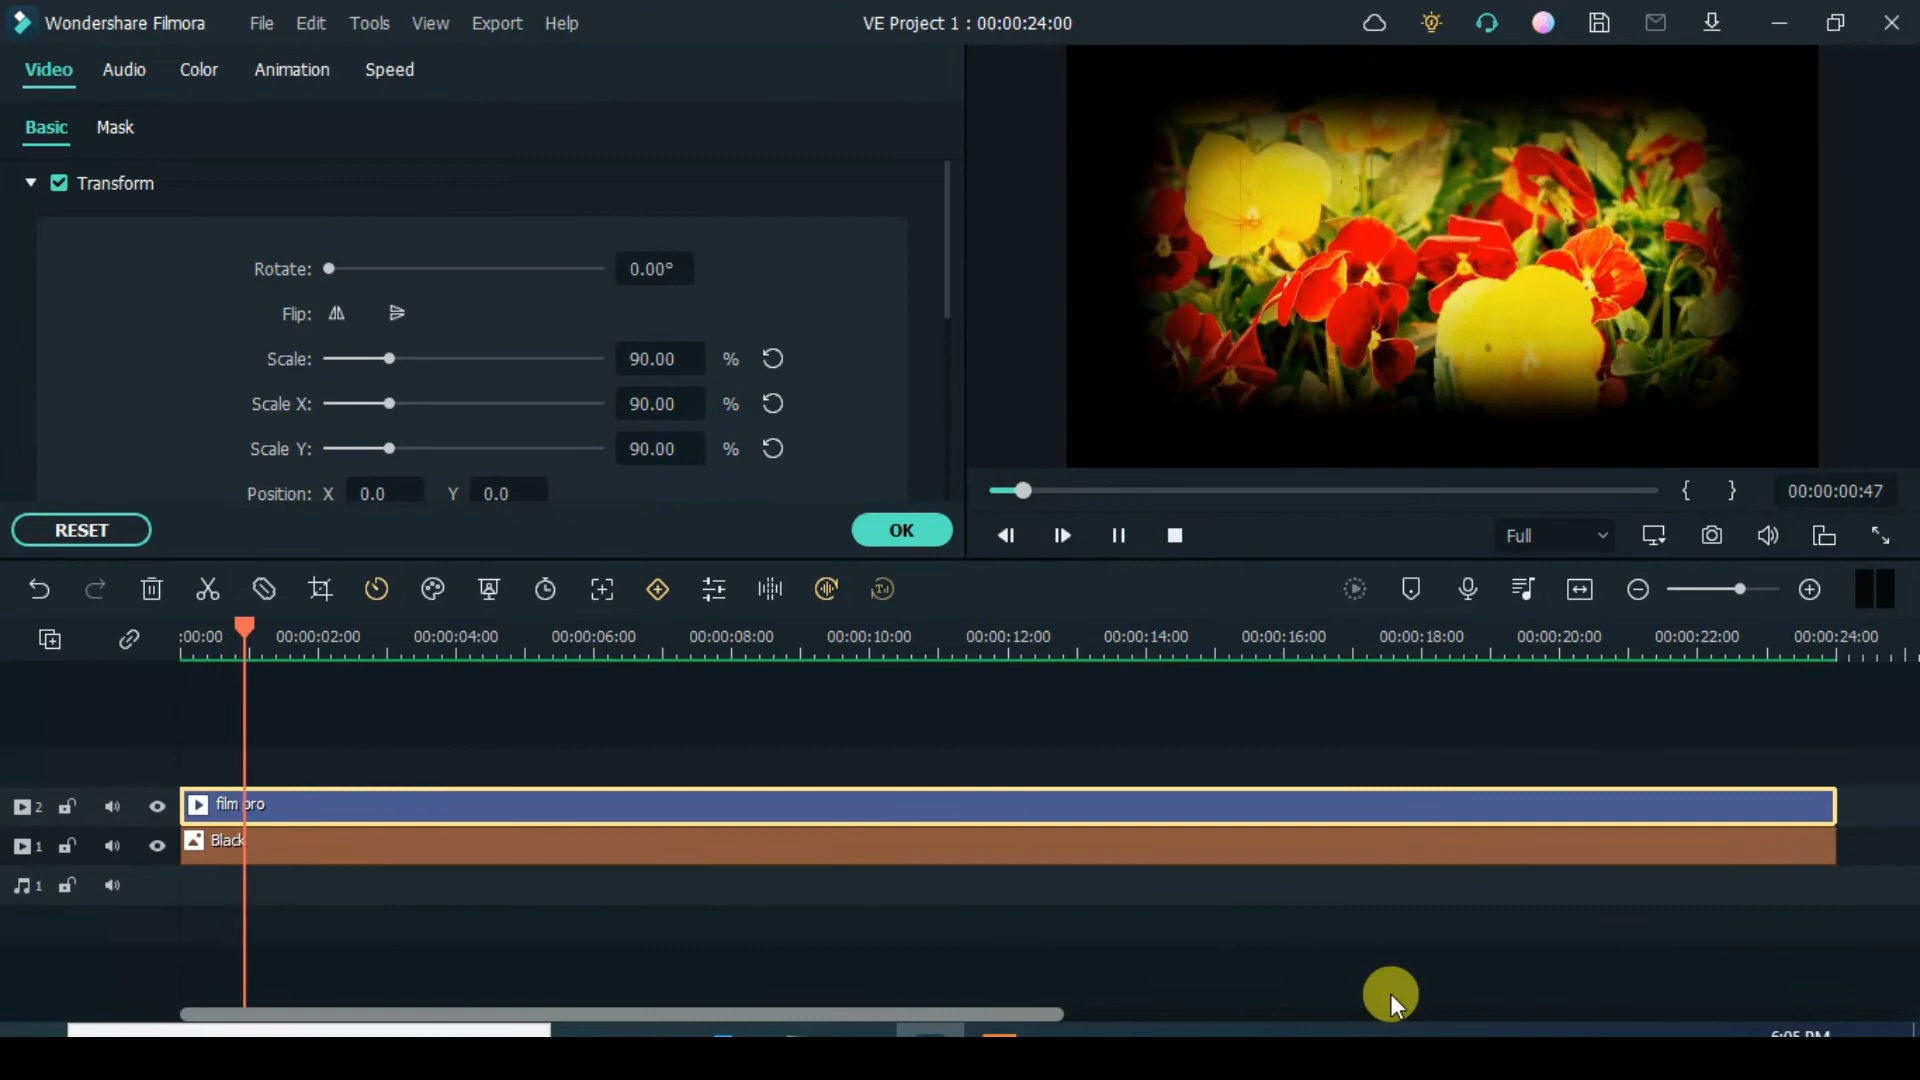 Wondershare Filmora File Edit Tools View Export Help VE Project 1 : 00:00:24:00
Video Audio Color Animation Speed
Basic Mask
Transform
Rotate: 0.00°
Flip:
Scale: 90.00 %
Scale X: 90.00 %
Scale Y: 90.00 %
Position: X 0.0 Y 0.0
RESET OK
{ } 00:00:00:47
Full
:00:00 00:00:02:00 00:00:04:00 00:00:06:00 00:00:08:00 00:00:10:00 00:00:12:00 00:00:14:00 00:00:16:00 00:00:18:00 00:00:20:00 00:00:22:00 00:00:24:00
2 film pro
1 Black
1
6:05 PM